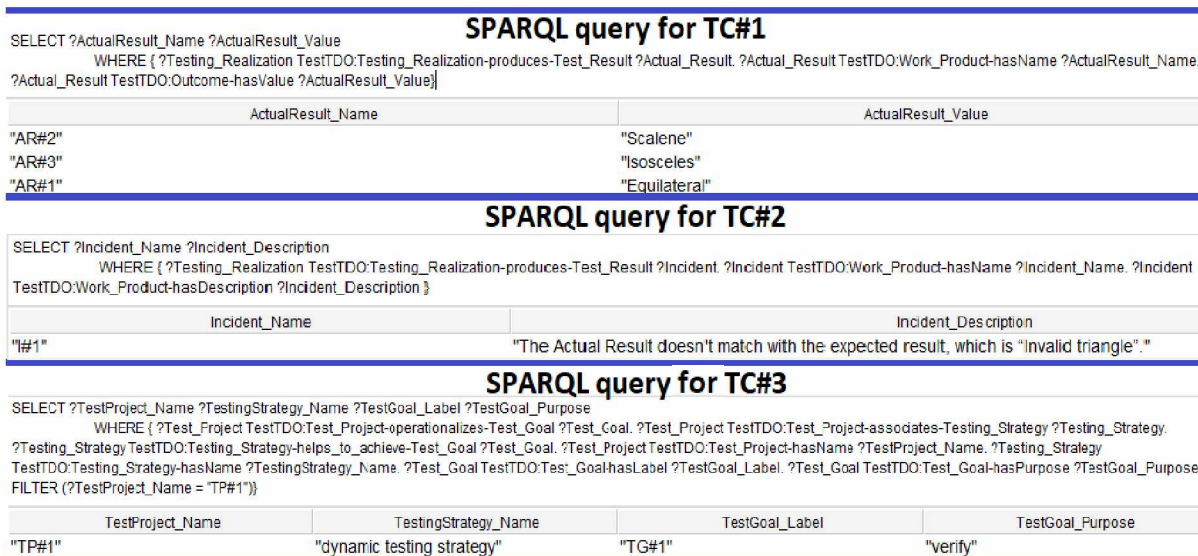 SPARQL query for TC#1
SELECT ?ActualResult_Name ?ActualResult_Value
WHERE { ?Testing_Realization TestTDO:Testing_Realization-produces-Test_Result ?Actual_Result. ?Actual_Result TestTDO:Work_Product-hasName ?ActualResult_Name.
?Actual_Result TestTDO:Outcome-hasValue ?ActualResult_Value}
ActualResult_Name ActualResult_Value
"AR#2" "Scalene"
"AR#3" "Isosceles"
"AR#1" "Equilateral"
SPARQL query for TC#2
SELECT ?Incident_Name ?Incident_Description
WHERE { ?Testing_Realization TestTDO:Testing_Realization-produces-Test_Result ?Incident. ?Incident TestTDO:Work_Product-hasName ?Incident_Name. ?Incident
TestTDO:Work_Product-hasDescription ?Incident_Description }
Incident_Name Incident_Description
"I#1" "The Actual Result doesn't match with the expected result, which is “Invalid triangle”."
SPARQL query for TC#3
SELECT ?TestProject_Name ?TestingStrategy_Name ?TestGoal_Label ?TestGoal_Purpose
WHERE { ?Test_Project TestTDO:Test_Project-operationalizes-Test_Goal ?Test_Goal. ?Test_Project TestTDO:Test_Project-associates-Testing_Strategy ?Testing_Strategy.
?Testing_Strategy TestTDO:Testing_Strategy-helps_to_achieve-Test_Goal ?Test_Goal. ?Test_Project TestTDO:Test_Project-hasName ?TestProject_Name. ?Testing_Strategy
TestTDO:Testing_Strategy-hasName ?TestingStrategy_Name. ?Test_Goal TestTDO:Test_Goal-hasLabel ?TestGoal_Label. ?Test_Goal TestTDO:Test_Goal-hasPurpose ?TestGoal_Purpose
FILTER (?TestProject_Name = "TP#1")}
TestProject_Name TestingStrategy_Name TestGoal_Label TestGoal_Purpose
"TP#1" "dynamic testing strategy" "TG#1" "verify"